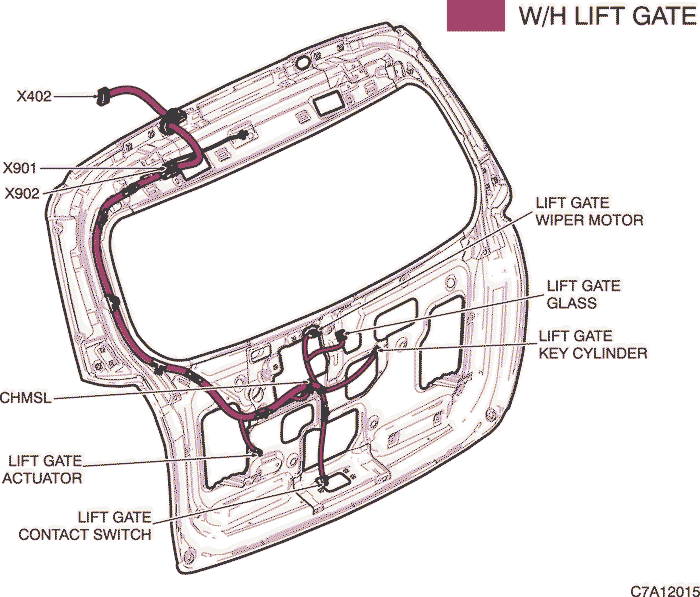 W/H LIFT GATE
X402
X901
X902
LIFT GATE
WIPER MOTOR
LIFT GATE
GLASS
LIFT GATE
KEY CYLINDER
CHMSL
LIFT GATE
ACTUATOR
LIFT GATE
CONTACT SWITCH
C7A12015